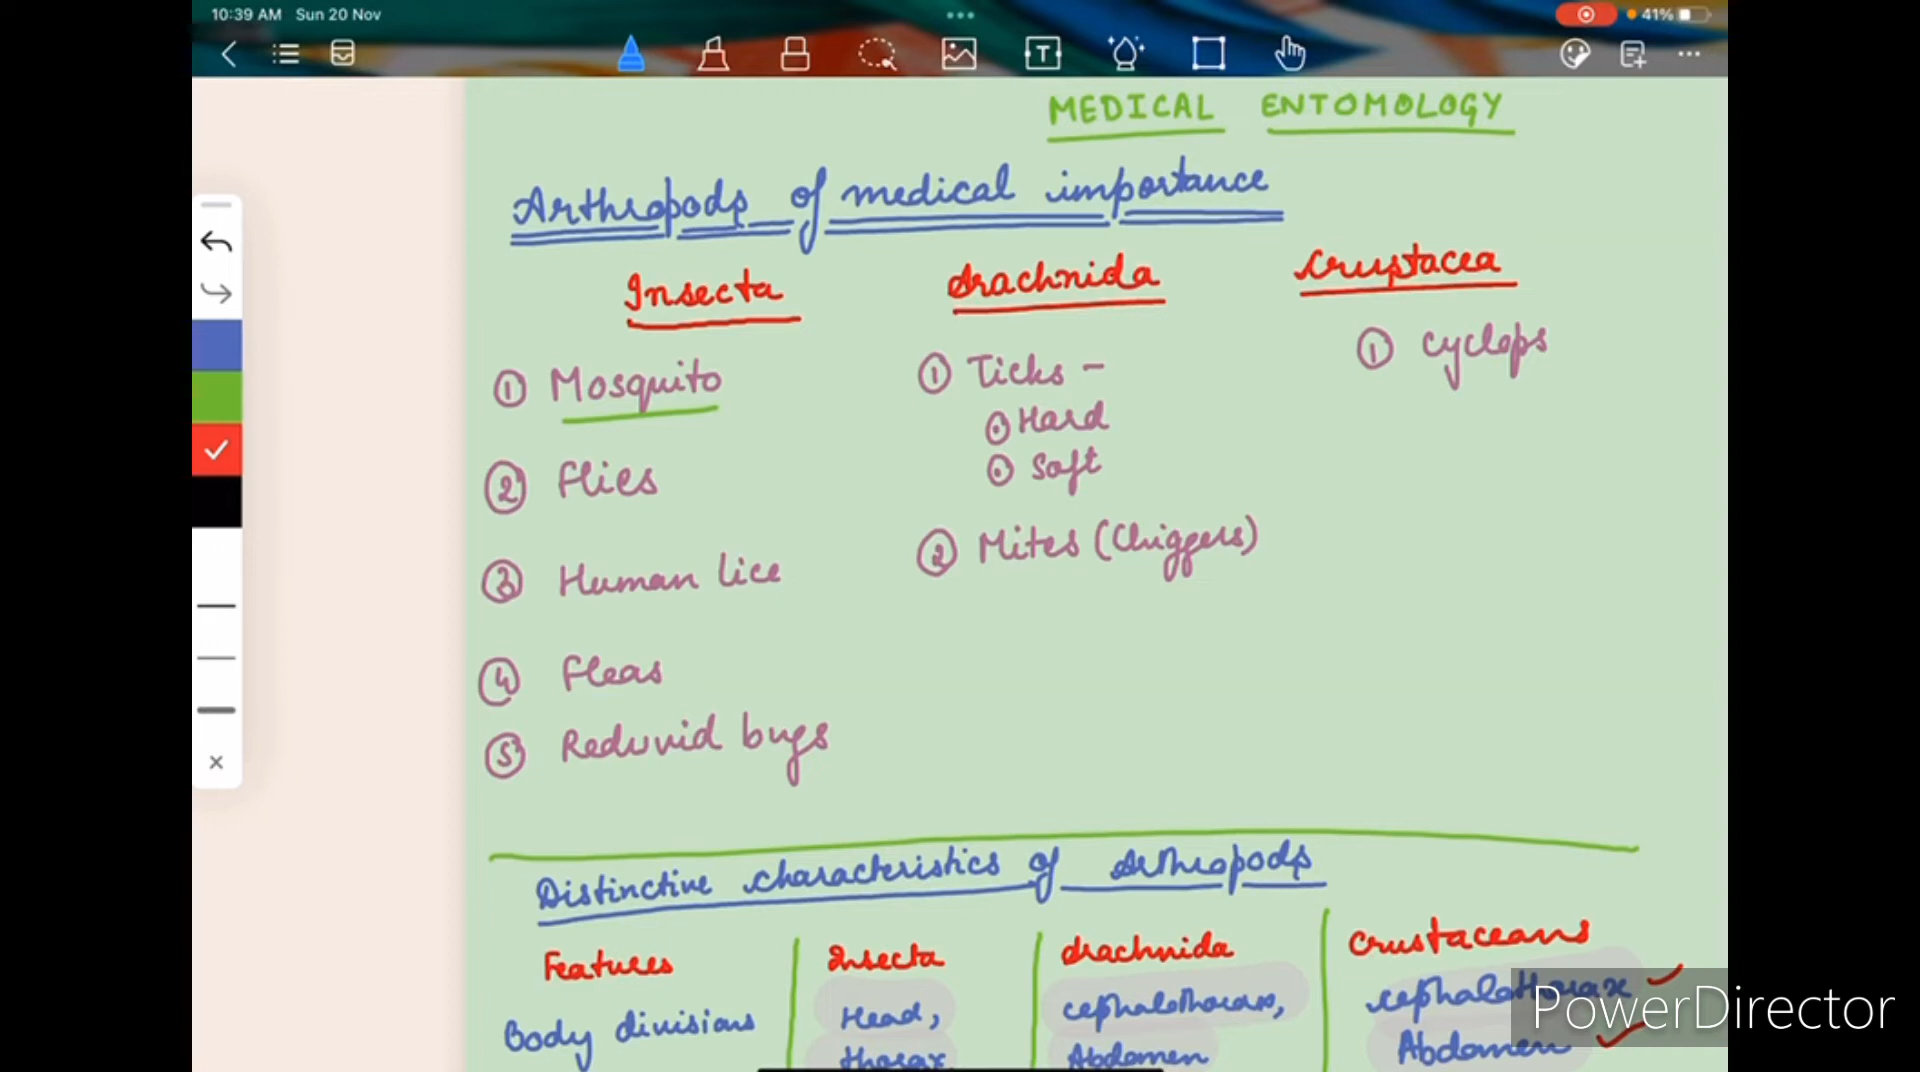 10:39 AM Sun 20 Nov
41%
T
MEDICAL ENTOMOLOGY
Arthropods of medical importance
Insecta Arachnida Crustacea
① Mosquito ① Ticks - ① Cyclops
Hard
② Flies Soft
② Mites (Chiggers)
③ Human lice
④ Fleas
⑤ Reduvid bugs
Distinctive characteristics of Arthropods
Features Insecta Arachnida Crustaceans
Body divisions Head, cephalothorax, cephalothorax
thorax Abdomen Abdomen
PowerDirector